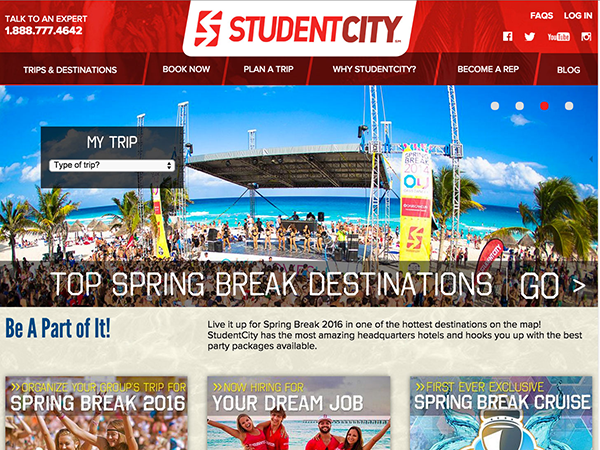 TALK TO AN EXPERT
1.888.777.4642
STUDENTCITY
FAQS LOG IN
You Tube
TRIPS & DESTINATIONS
BOOK NOW
PLAN A TRIP
WHY STUDENTCITY?
BECOME A REP
BLOG
MY TRIP
Type of trip?
SPRING
BREAK
2016
TOP SPRING BREAK DESTINATIONS GO >
Be A Part of It!
Live it up for Spring Break 2016 in one of the hottest destinations on the map!
StudentCity has the most amazing headquarters hotels and hooks you up with the best
party packages available.
>>ORGANIZE YOUR GROUP'S TRIP FOR
SPRING BREAK 2016
>>NOW HIRING FOR
YOUR DREAM JOB
>>FIRST EVER EXCLUSIVE
SPRING BREAK CRUISE